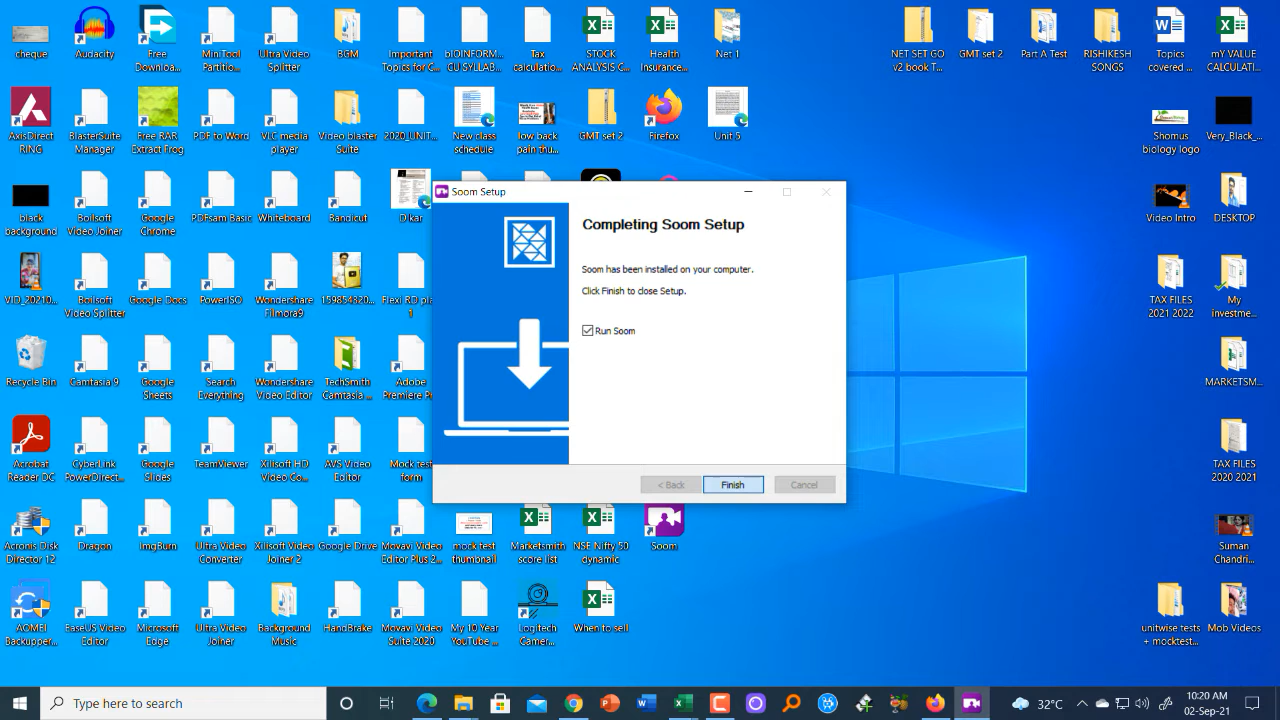 cheque
Audacity
Free
Downloa...
MiniTool
Partitio...
Ultra Video
Splitter
BGM
Important
Topics for C...
bIOINFORM...
CU SYLLAB...
Tax
calculatio...
STOCK
ANALYSIS C...
Health
Insurance...
Net 1
NET SET GO
v2 book T...
GMT set 2
Part A Test
RISHIKESH
SONGS
Topics
covered ...
mY VALUE
CALCULATI...
AxisDirect
RING
BlasterSuite
Manager
Free RAR
Extract Frog
PDF to Word
VLC media
player
Video blaster
Suite
2020_UNIT...
New class
schedule
low back
pain thu...
GMT set 2
Firefox
Unit 5
Shomus
biology logo
Very_Black_...
black
background
Boilsoft
Video Joiner
Google
Chrome
PDFsam Basic
Whiteboard
Bandicut
DIkar
Video Intro
DESKTOP
Soom Setup
Completing Soom Setup
Soom has been installed on your computer.
Click Finish to close Setup.
Run Soom
< Back
Finish
Cancel
VID_20210...
Boilsoft
Video Splitter
Google Docs
PowerISO
Wondershare
Filmora9
159854820...
Flexi RD pla
1
TAX FILES
2021 2022
My
investme...
Recycle Bin
Camtasia 9
Google
Sheets
Search
Everything
Wondershare
Video Editor
TechSmith
Camtasia ...
Adobe
Premiere Pr
MARKETSM...
Acrobat
Reader DC
CyberLink
PowerDirect...
Google
Slides
TeamViewer
Xilisoft HD
Video Co...
AVS Video
Editor
Mock test
form
TAX FILES
2020 2021
Acronis Disk
Director 12
Dragon
ImgBurn
Ultra Video
Converter
Xilisoft Video
Joiner 2
Google Drive
Movavi Video
Editor Plus 2...
mock test
thumbnail
Marketsmith
score list
NSE Nifty 50
dynamic
Soom
Suman
Chandri...
AOMEI
Backupper...
EaseUS Video
Editor
Microsoft
Edge
Ultra Video
Joiner
Background
Music
HandBrake
Movavi Video
Suite 2020
My 10 Year
YouTube ...
Logitech
Camer...
When to sell
unitwise tests
+ mocktest...
Mob Videos
Type here to search
32°C
10:20 AM
02-Sep-21